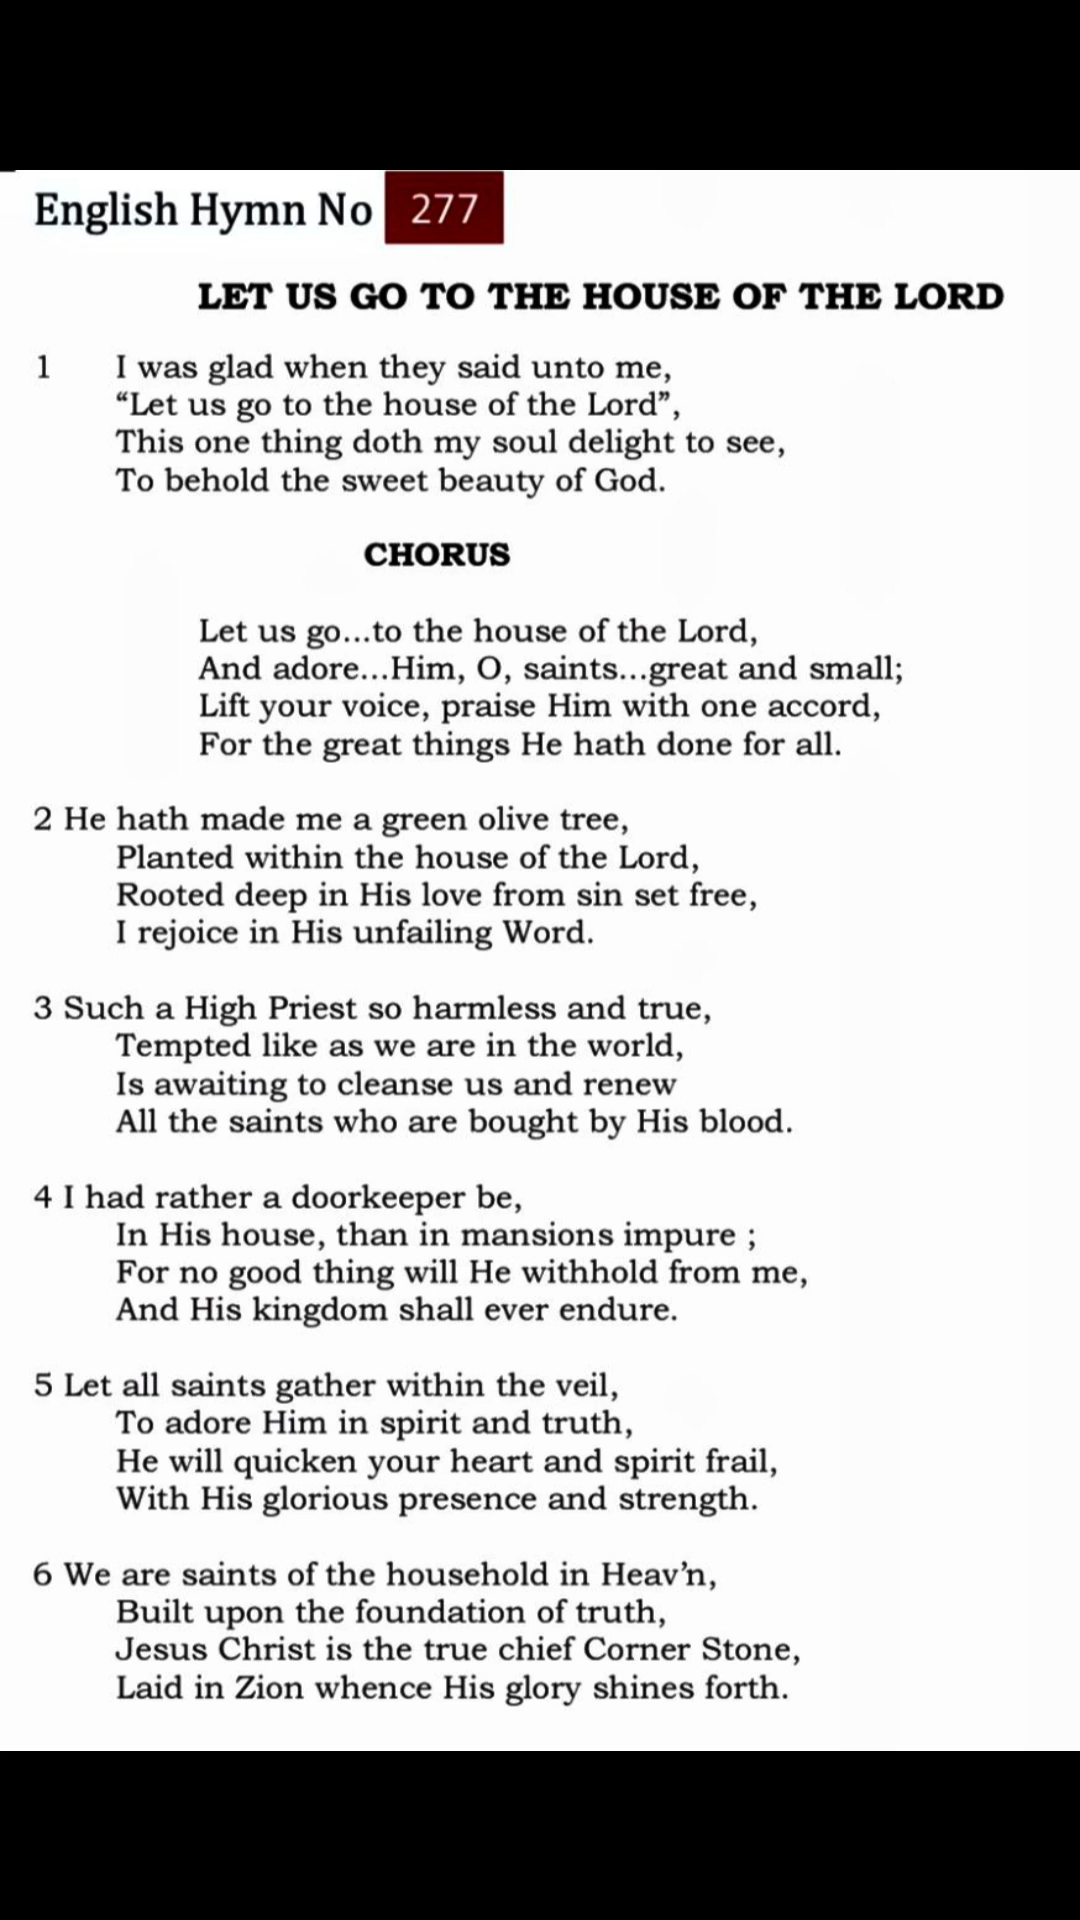 English Hymn No 277
LET US GO TO THE HOUSE OF THE LORD
1 I was glad when they said unto me,
“Let us go to the house of the Lord”,
This one thing doth my soul delight to see,
To behold the sweet beauty of God.
CHORUS
Let us go...to the house of the Lord,
And adore...Him, O, saints...great and small;
Lift your voice, praise Him with one accord,
For the great things He hath done for all.
2 He hath made me a green olive tree,
Planted within the house of the Lord,
Rooted deep in His love from sin set free,
I rejoice in His unfailing Word.
3 Such a High Priest so harmless and true,
Tempted like as we are in the world,
Is awaiting to cleanse us and renew
All the saints who are bought by His blood.
4 I had rather a doorkeeper be,
In His house, than in mansions impure ;
For no good thing will He withhold from me,
And His kingdom shall ever endure.
5 Let all saints gather within the veil,
To adore Him in spirit and truth,
He will quicken your heart and spirit frail,
With His glorious presence and strength.
6 We are saints of the household in Heav’n,
Built upon the foundation of truth,
Jesus Christ is the true chief Corner Stone,
Laid in Zion whence His glory shines forth.